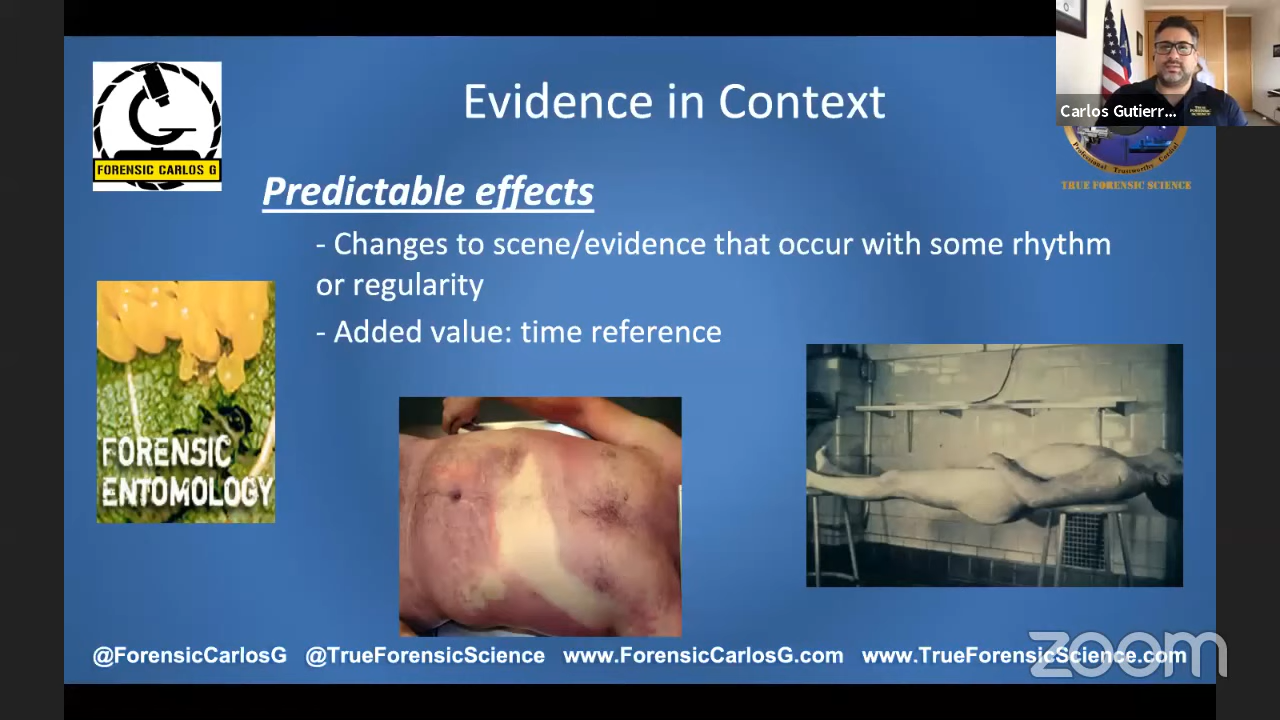 Evidence in Context
Carlos Gutierr...
FORENSIC CARLOS G
Professional Trustworthy
TRUE FORENSIC SCIENCE
Predictable effects
- Changes to scene/evidence that occur with some rhythm
or regularity
- Added value: time reference
FORENSIC
ENTOMOLOGY
@ForensicCarlosG @TrueForensicScience www.ForensicCarlosG.com www.TrueForensicScience.com
zoom